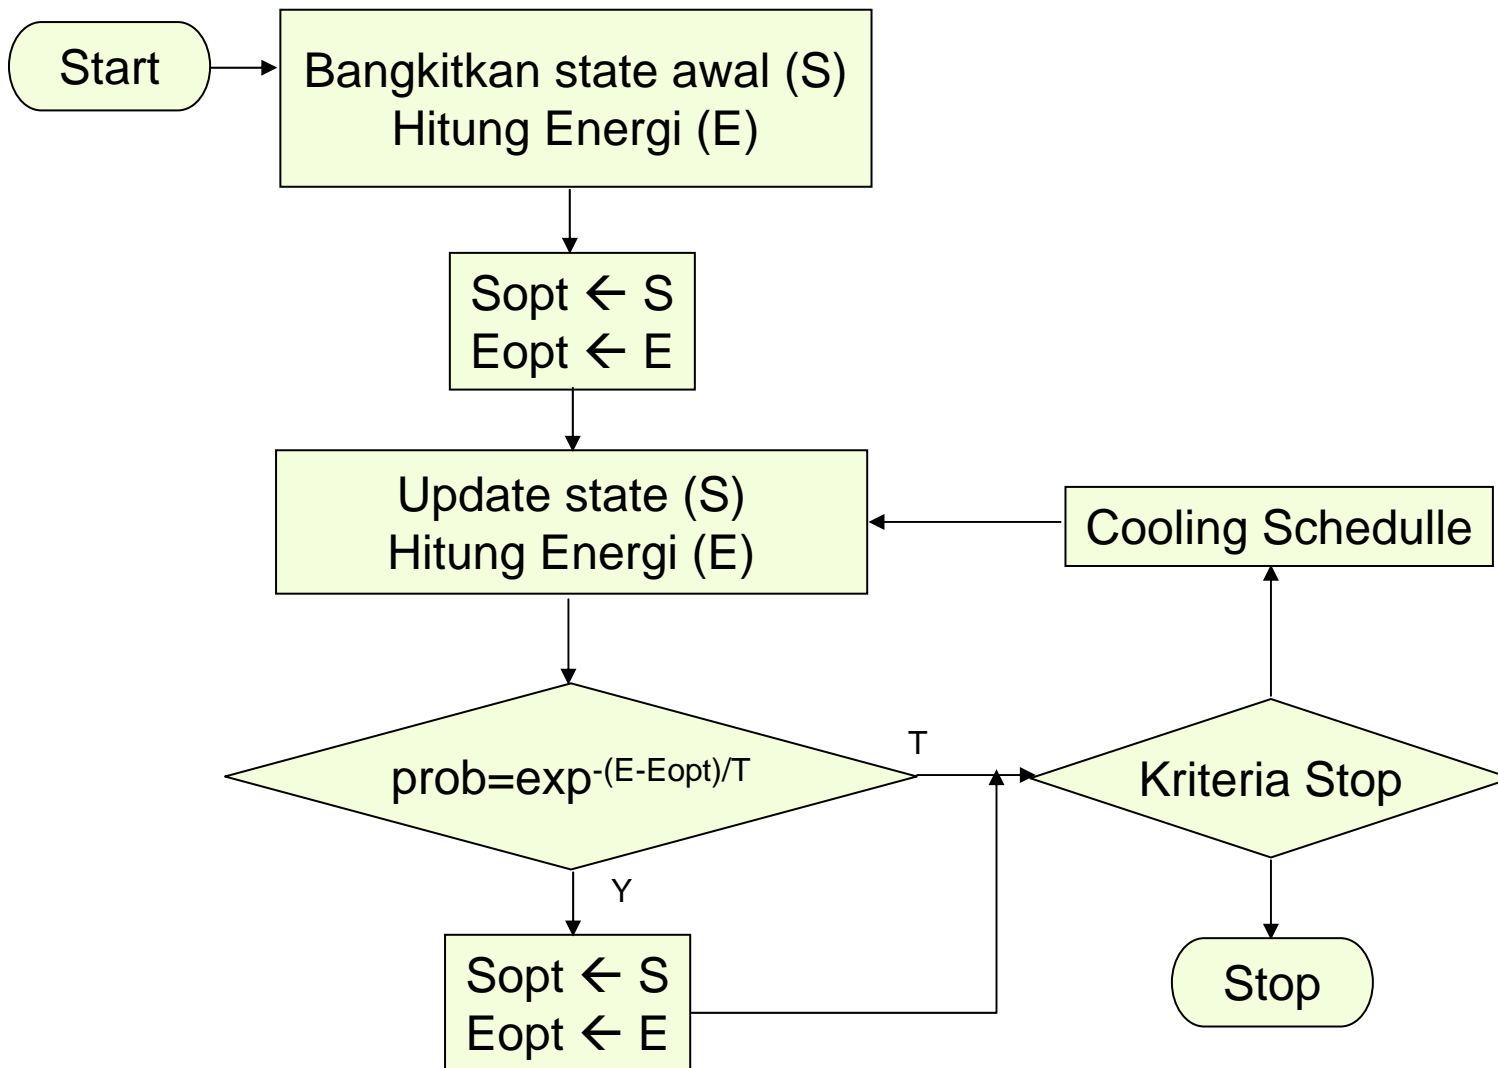 Start
Bangkitkan state awal (S)
Hitung Energi (E)
Sopt ← S
Eopt ← E
Update state (S)
Hitung Energi (E)
Cooling Schedulle
prob=exp-(E-Eopt)/T
T
Kriteria Stop
Y
Sopt ← S
Eopt ← E
Stop